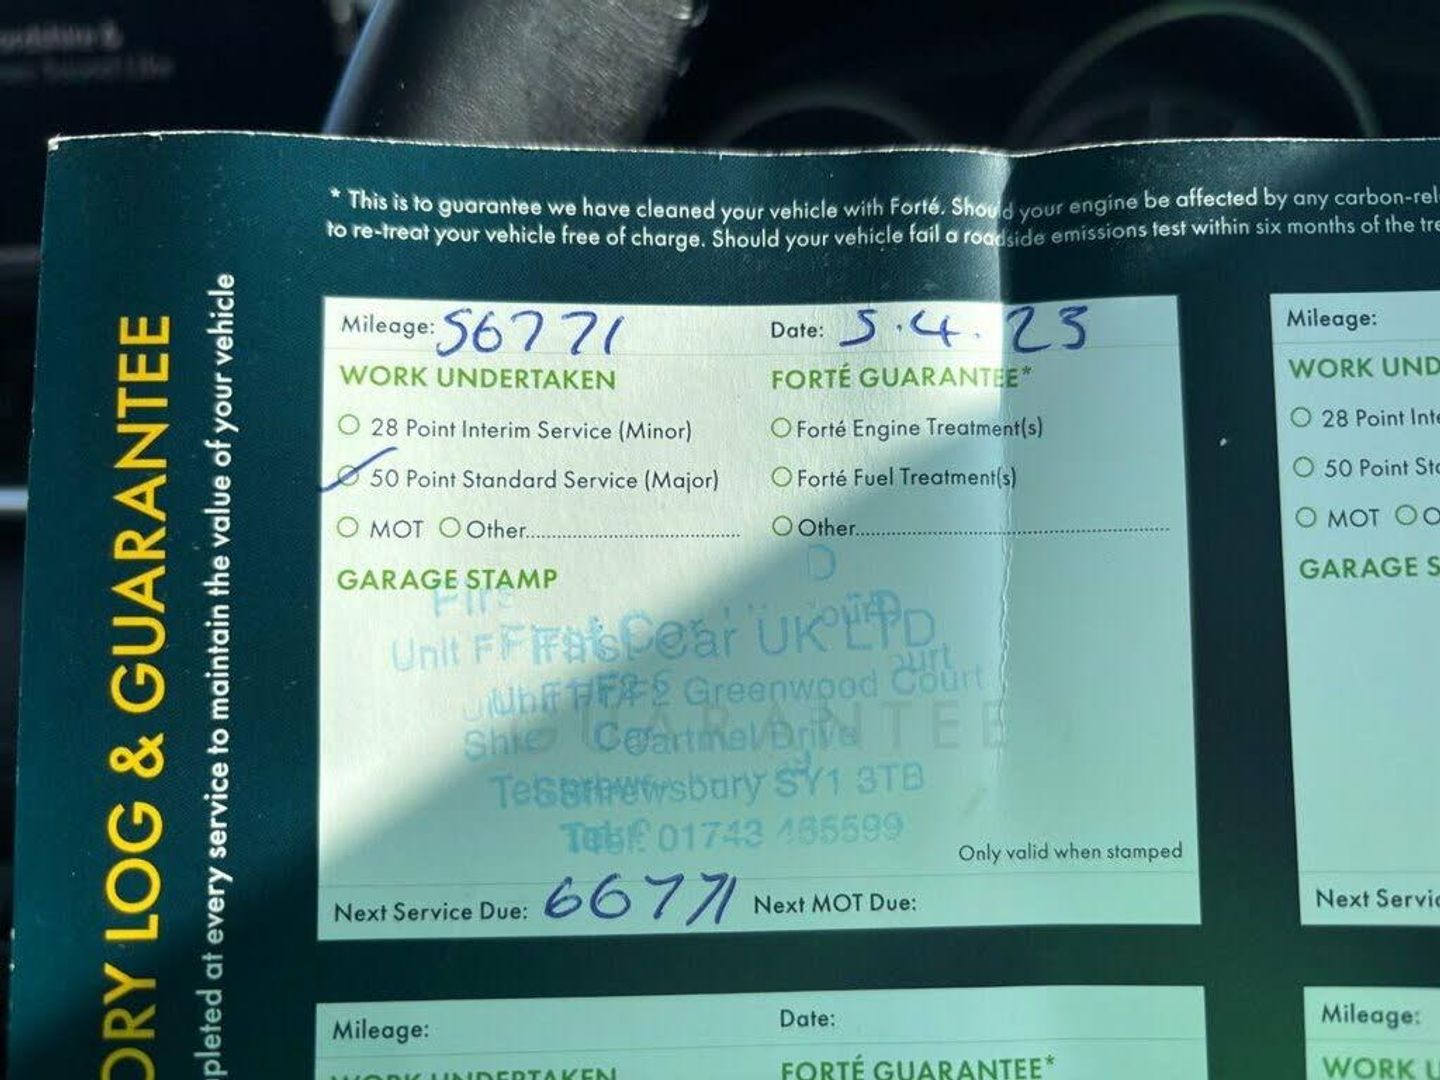 * This is to guarantee we have cleaned your vehicle with Forté. Should your engine be affected by any carbon-rel
to re-treat your vehicle free of charge. Should your vehicle fail a roadside emissions test within six months of the tre
ORY LOG & GUARANTEE
pleted at every service to maintain the value of your vehicle
Mileage: 56771 Date: 5.4.23
WORK UNDERTAKEN FORTÉ GUARANTEE*
28 Point Interim Service (Minor) Forté Engine Treatment(s)
50 Point Standard Service (Major) Forté Fuel Treatment(s)
MOT Other Other
GARAGE STAMP
First Cear UK LTD
Greenwood Court
GUARANTEE
Cartmel Drive
Shrewsbury SY1 3TB
Tel: 01743
Only valid when stamped
Next Service Due: 66771 Next MOT Due:
Mileage:
WORK UND
28 Point Inte
50 Point Sta
MOT O
GARAGE S
Next Servic
Mileage: Date:
WORK UNDERTAKEN FORTÉ GUARANTEE*
Mileage:
WORK U